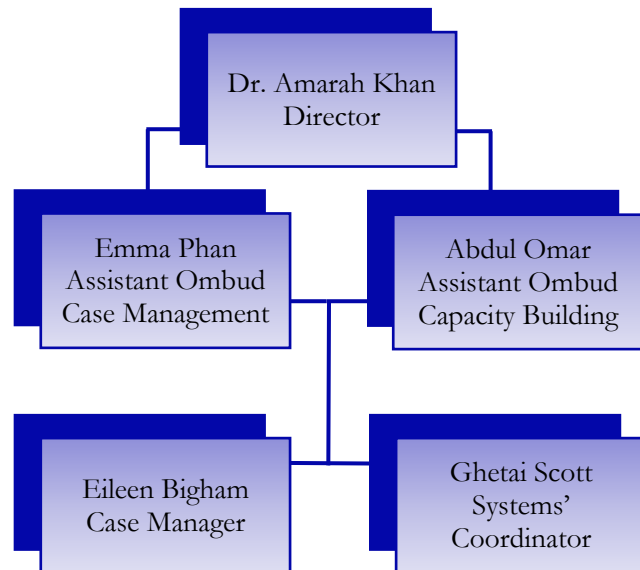 Dr. Amarah Khan
Director
Emma Phan
Assistant Ombud
Case Management
Abdul Omar
Assistant Ombud
Capacity Building
Eileen Bigham
Case Manager
Ghetai Scott
Systems’
Coordinator